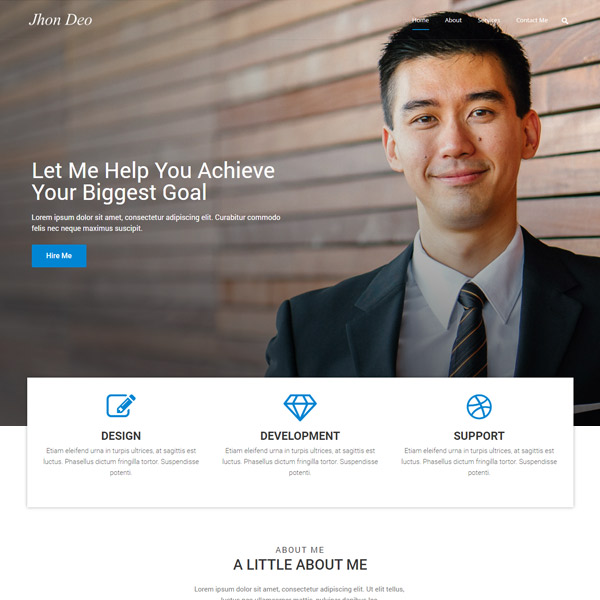 Jhon Deo
Home About Services Contact Me
Let Me Help You Achieve
Your Biggest Goal
Lorem ipsum dolor sit amet, consectetur adipiscing elit. Curabitur commodo
felis nec neque maximus suscipit.
Hire Me
DESIGN
Etiam eleifend urna in turpis ultrices, at sagittis est
luctus. Phasellus dictum fringilla tortor. Suspendisse
potenti.
DEVELOPMENT
Etiam eleifend urna in turpis ultrices, at sagittis est
luctus. Phasellus dictum fringilla tortor. Suspendisse
potenti.
SUPPORT
Etiam eleifend urna in turpis ultrices, at sagittis est
luctus. Phasellus dictum fringilla tortor. Suspendisse
potenti.
ABOUT ME
A LITTLE ABOUT ME
Lorem ipsum dolor sit amet, consectetur adipiscing elit. Ut elit tellus,